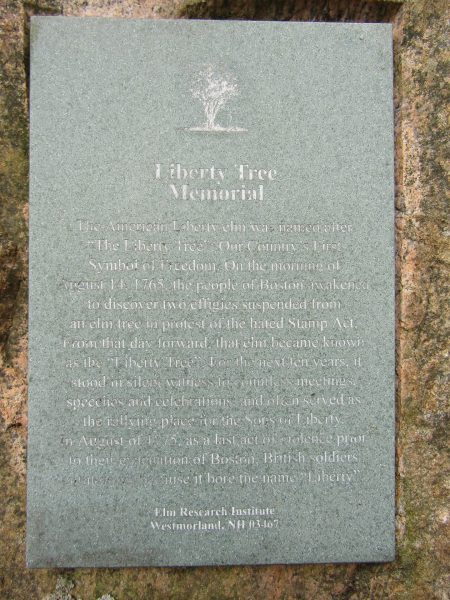 Liberty Tree
Memorial
The American Liberty elm was named after
"The Liberty Tree": Our Country's First
Symbol of Freedom. On the morning of
August 14, 1765, the people of Boston awakened
to discover two effigies suspended from
an elm tree in protest of the hated Stamp Act.
From that day forward, that elm became known
as the "Liberty Tree". For the next ten years, it
stood in silent witness to countless meetings,
speeches and celebrations, and often served as
the rallying place for the Sons of Liberty.
In August of 1775, as a last act of violence prior
to their evacuation of Boston, British soldiers
it bore the name "Liberty".
Elm Research Institute
Westmorland, NH 03467